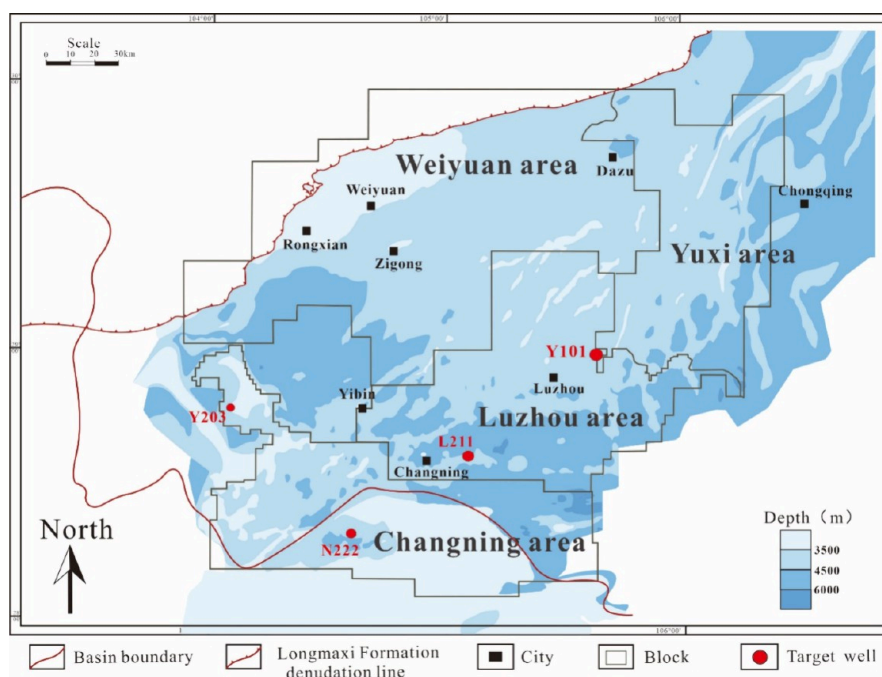 104°00′
105°00′
106°00′
Scale
0 10 20 30km
Weiyuan area
Dazu
Weiyuan
Chongqing
Rongxian
Zigong
Yuxi area
Y101
Luzhou
Yibin
Y203
Luzhou area
L211
Changning
North
N222
Changning area
Depth (m)
3500
4500
6000
106°00′
Basin boundary
Longmaxi Formation
denudation line
City
Block
Target well